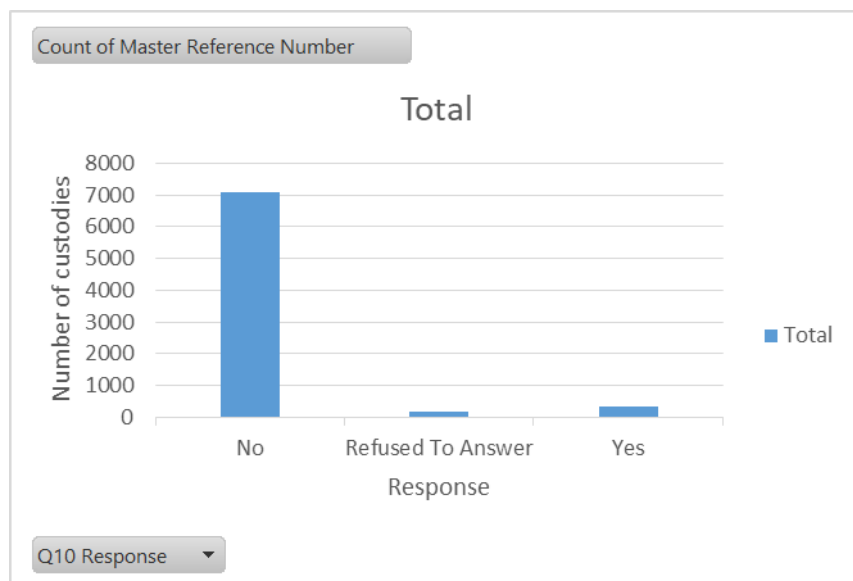 Count of Master Reference Number
Total
8000
7000
6000
5000
4000
3000
2000
1000
0
Number of custodies
No
Refused To Answer
Yes
Response
Total
Q10 Response